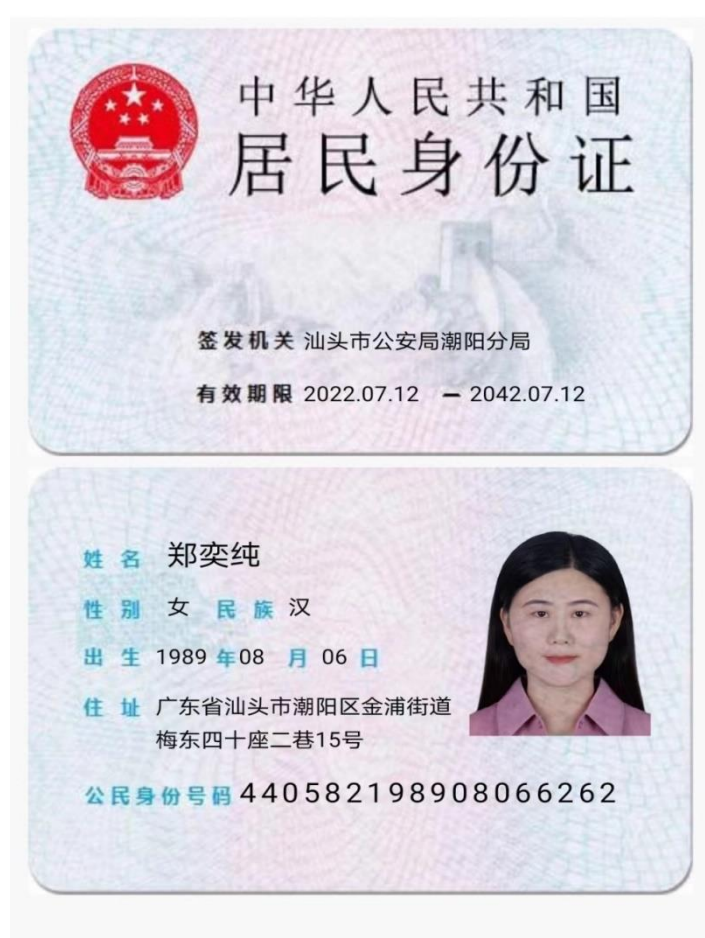 中华人民共和国
居民身份证
签发机关 汕头市公安局潮阳分局
有效期限 2022.07.12 — 2042.07.12
姓名 郑奕纯
性别 女 民族 汉
出生 1989 年08 月 06 日
住址 广东省汕头市潮阳区金浦街道
梅东四十座二巷15号
公民身份号码 440582198908066262